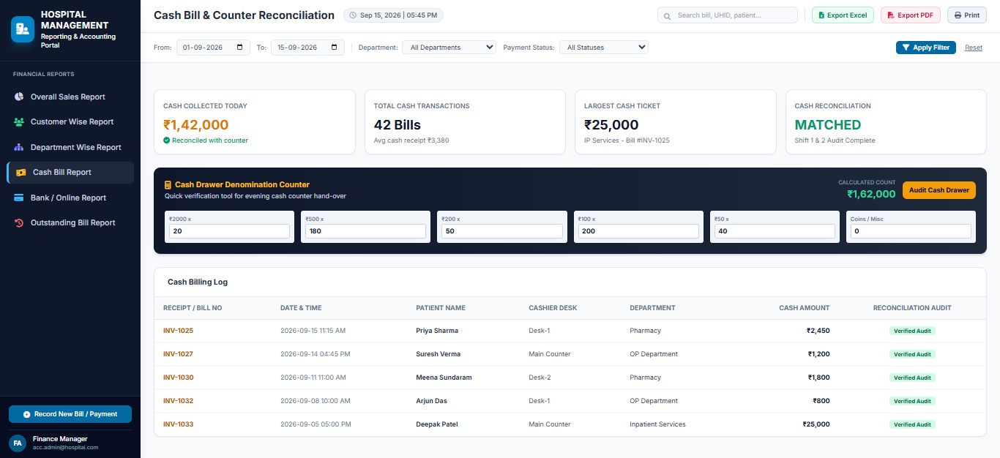 HOSPITAL
MANAGEMENT
Reporting & Accounting
Portal
FINANCIAL REPORTS
Overall Sales Report
Customer Wise Report
Department Wise Report
Cash Bill Report
Bank / Online Report
Outstanding Bill Report
Record New Bill / Payment
FA
Finance Manager
acc.admin@hospital.com
Cash Bill & Counter Reconciliation
Sep 15, 2026 | 05:45 PM
Search bill, UHID, patient...
Export Excel
Export PDF
Print
From: 01-09-2026 To: 15-09-2026 Department: All Departments Payment Status: All Statuses Apply Filter Reset
CASH COLLECTED TODAY
₹1,42,000
Reconciled with counter
TOTAL CASH TRANSACTIONS
42 Bills
Avg cash receipt ₹3,380
LARGEST CASH TICKET
₹25,000
IP Services - Bill #INV-1025
CASH RECONCILIATION
MATCHED
Shift 1 & 2 Audit Complete
Cash Drawer Denomination Counter
Quick verification tool for evening cash counter hand-over
CALCULATED COUNT
₹1,62,000
Audit Cash Drawer
₹2000 x
20
₹500 x
180
₹200 x
50
₹100 x
200
₹50 x
40
Coins / Misc
0
Cash Billing Log
RECEIPT / BILL NO DATE & TIME PATIENT NAME CASHIER DESK DEPARTMENT CASH AMOUNT RECONCILIATION AUDIT
INV-1025 2026-09-15 11:15 AM Priya Sharma Desk-1 Pharmacy ₹2,450 Verified Audit
INV-1027 2026-09-14 04:45 PM Suresh Verma Main Counter OP Department ₹1,200 Verified Audit
INV-1030 2026-09-11 11:00 AM Meena Sundaram Desk-2 Pharmacy ₹1,800 Verified Audit
INV-1032 2026-09-08 10:00 AM Arjun Das Desk-1 OP Department ₹800 Verified Audit
INV-1033 2026-09-05 05:00 PM Deepak Patel Main Counter Inpatient Services ₹25,000 Verified Audit